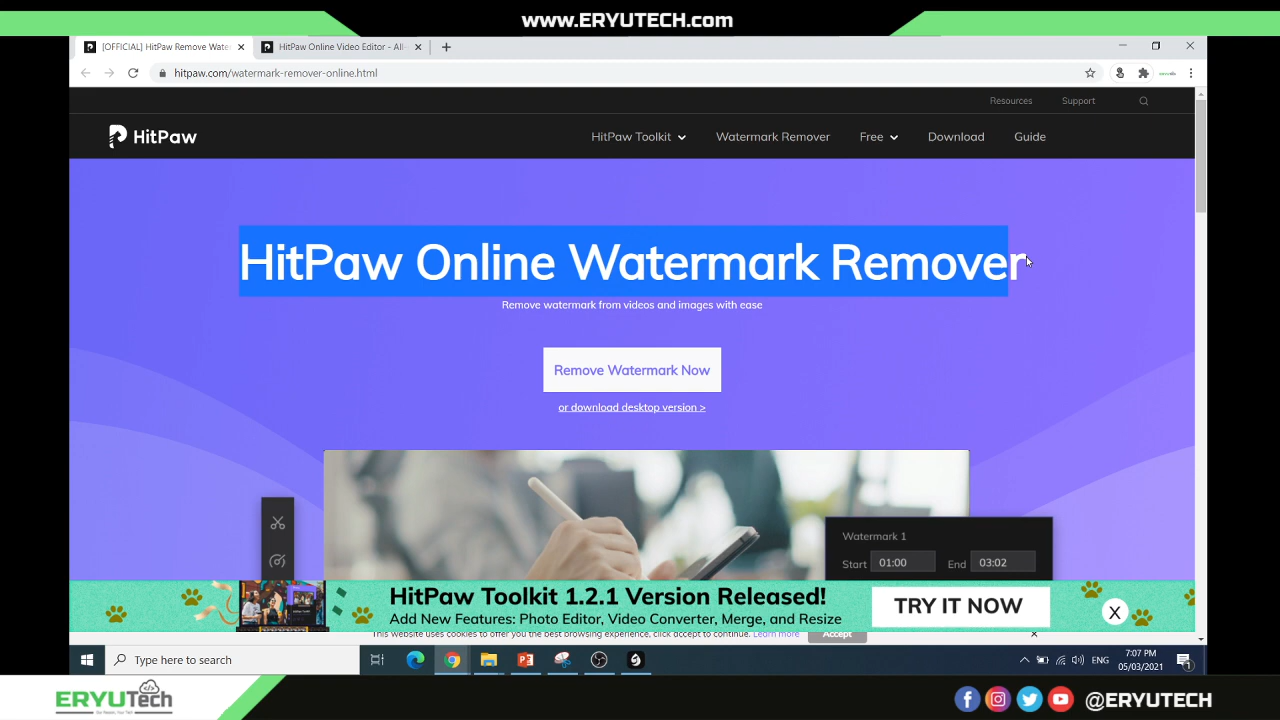 www.ERYUTECH.com
[OFFICIAL] HitPaw Remove Water
HitPaw Online Video Editor - All-
hitpaw.com/watermark-remover-online.html
Resources Support
HitPaw
HitPaw Toolkit Watermark Remover Free Download Guide
HitPaw Online Watermark Remover
Remove watermark from videos and images with ease
Remove Watermark Now
or download desktop version >
Watermark 1
Start 01:00 End 03:02
HitPaw Toolkit 1.2.1 Version Released!
Add New Features: Photo Editor, Video Converter, Merge, and Resize
TRY IT NOW
X
This website uses cookies to offer you the best browsing experience, click accept to continue. Learn more Accept
Type here to search
ENG
7:07 PM
05/03/2021
1
ERYUTech
@ERYUTECH